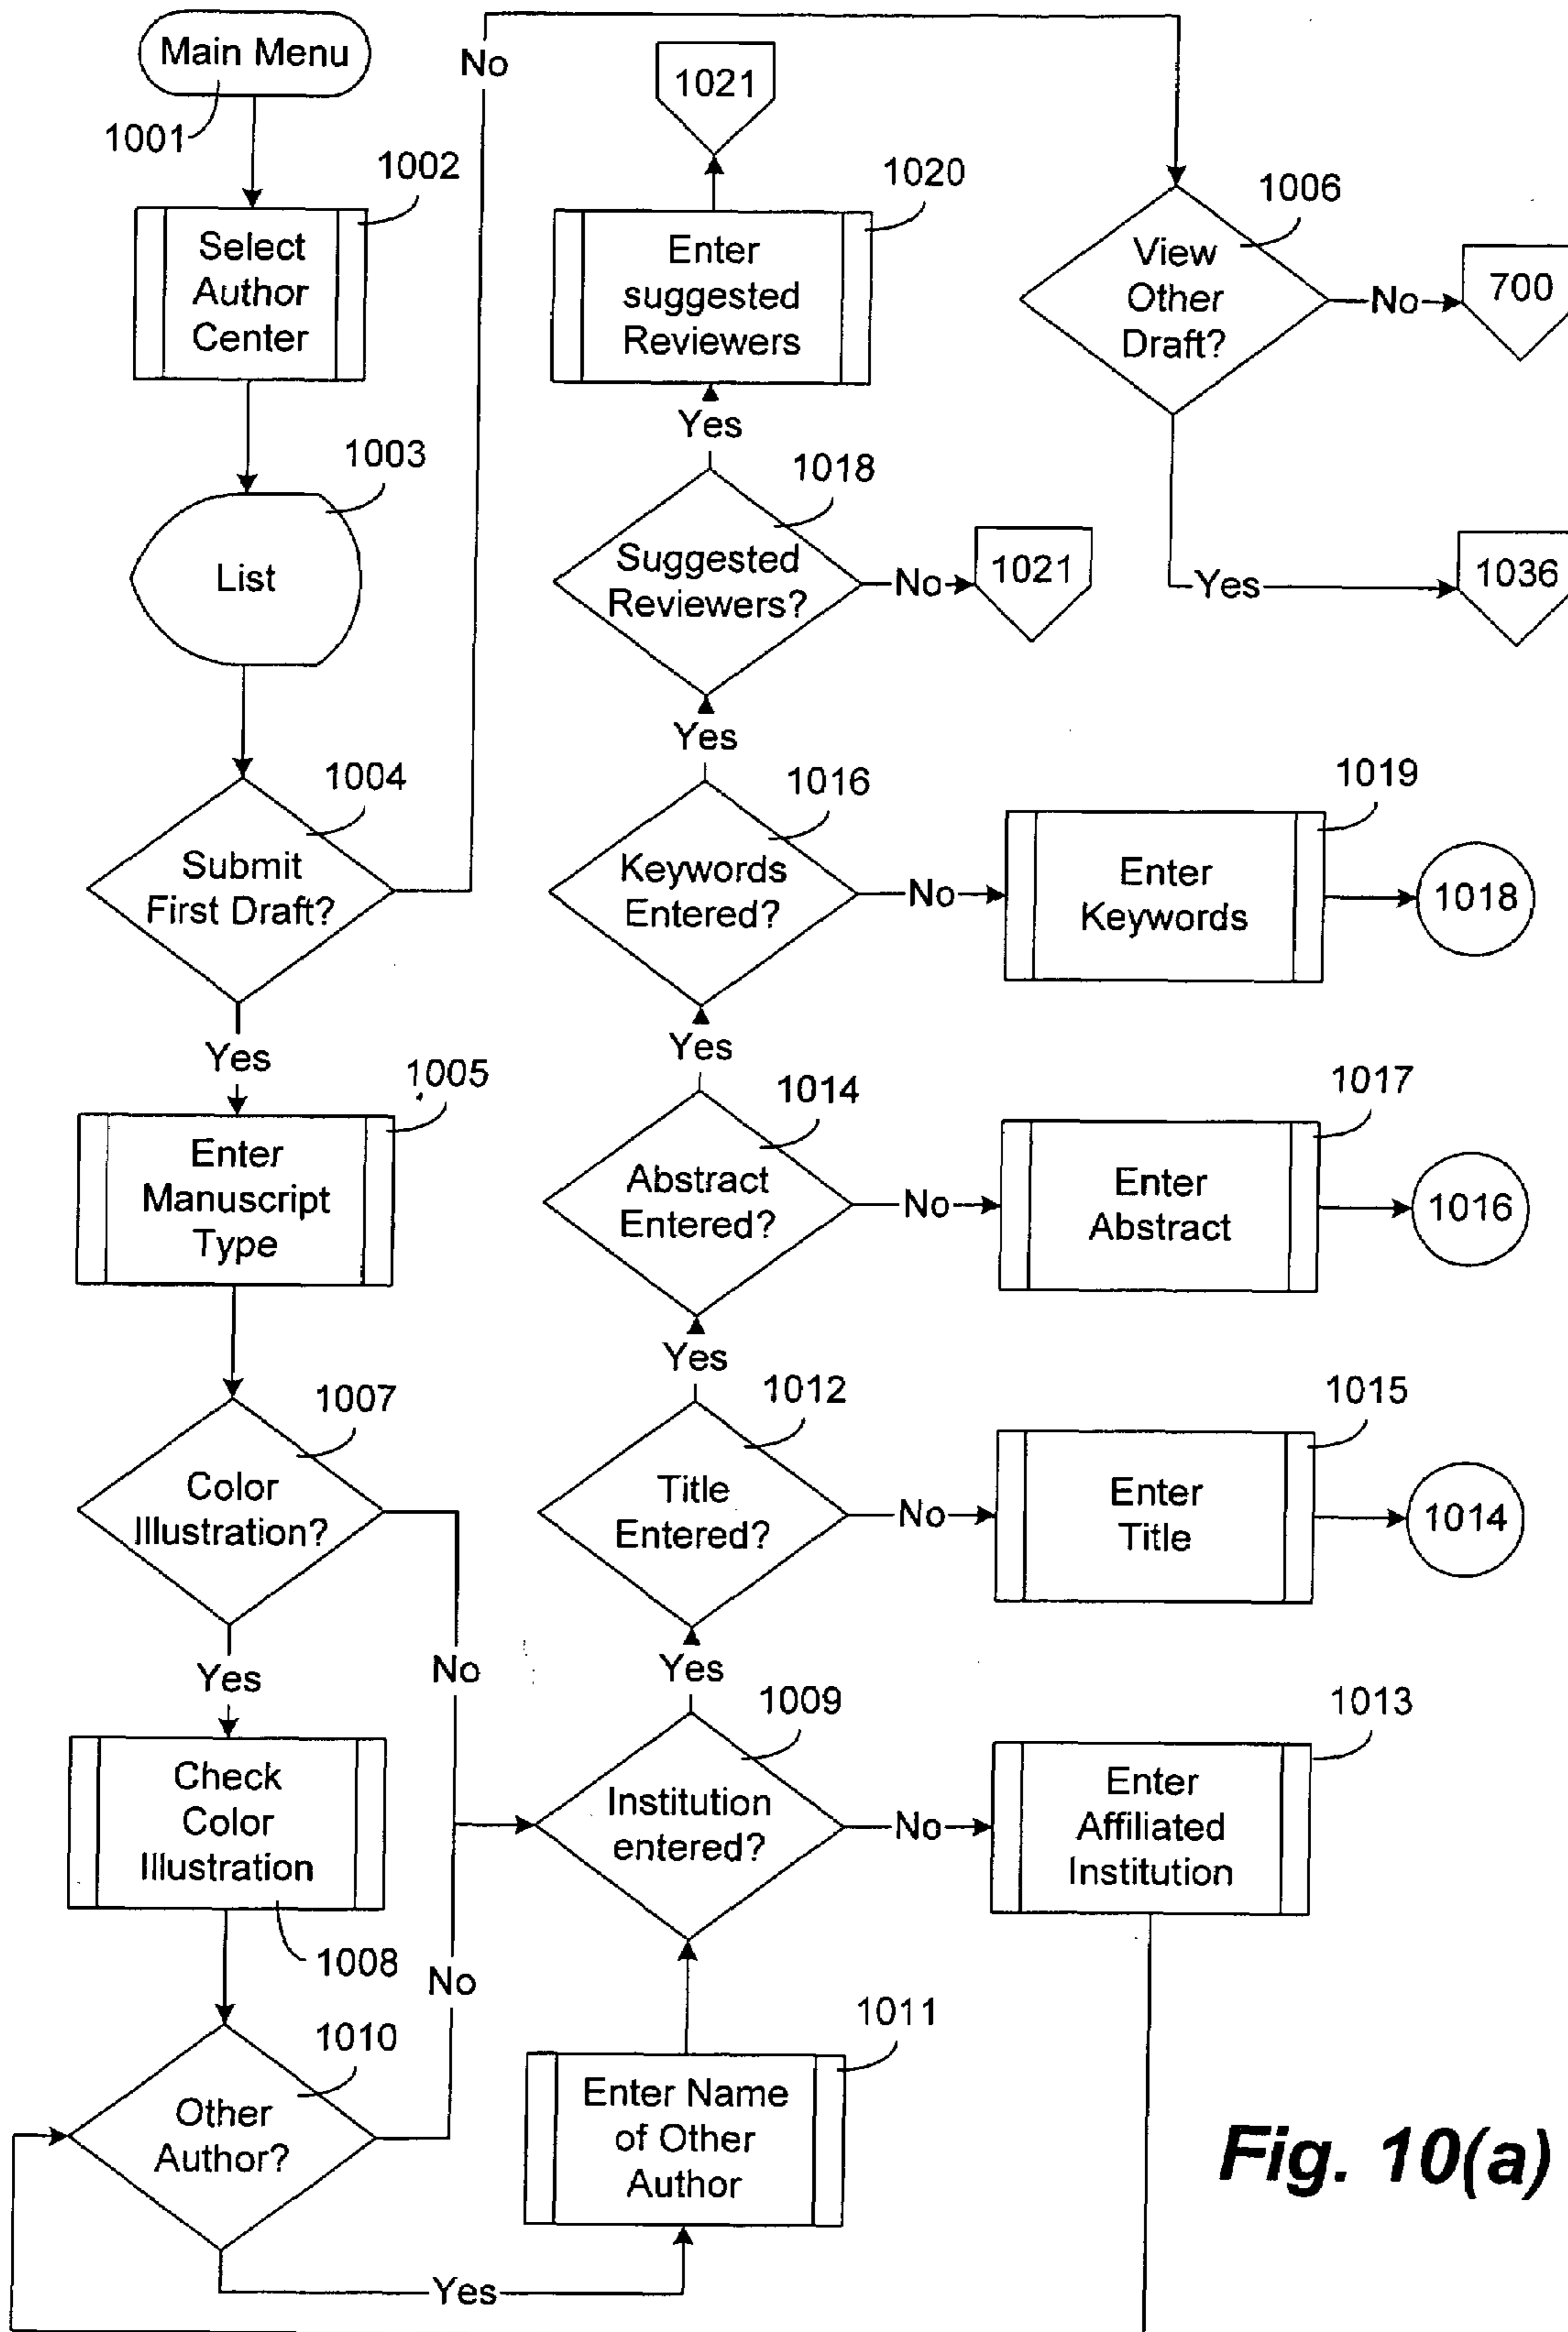 Main Menu
1001
1002
Select
Author
Center
1003
List
1004
Submit
First Draft?
Yes
1005
Enter
Manuscript
Type
1007
Color
Illustration?
Yes
No
Check
Color
Illustration
1008
No
1010
Other
Author?
Yes
1011
Enter Name
of Other
Author
1009
Institution
entered?
No
1013
Enter
Affiliated
Institution
Yes
1012
Title
Entered?
No
1015
Enter
Title
1014
Yes
1014
Abstract
Entered?
No
1017
Enter
Abstract
1016
Yes
1016
Keywords
Entered?
No
1019
Enter
Keywords
1018
Yes
1018
Suggested
Reviewers?
No
1021
Yes
1020
Enter
suggested
Reviewers
1021
No
1006
View
Other
Draft?
No
700
Yes
1036
Fig. 10(a)